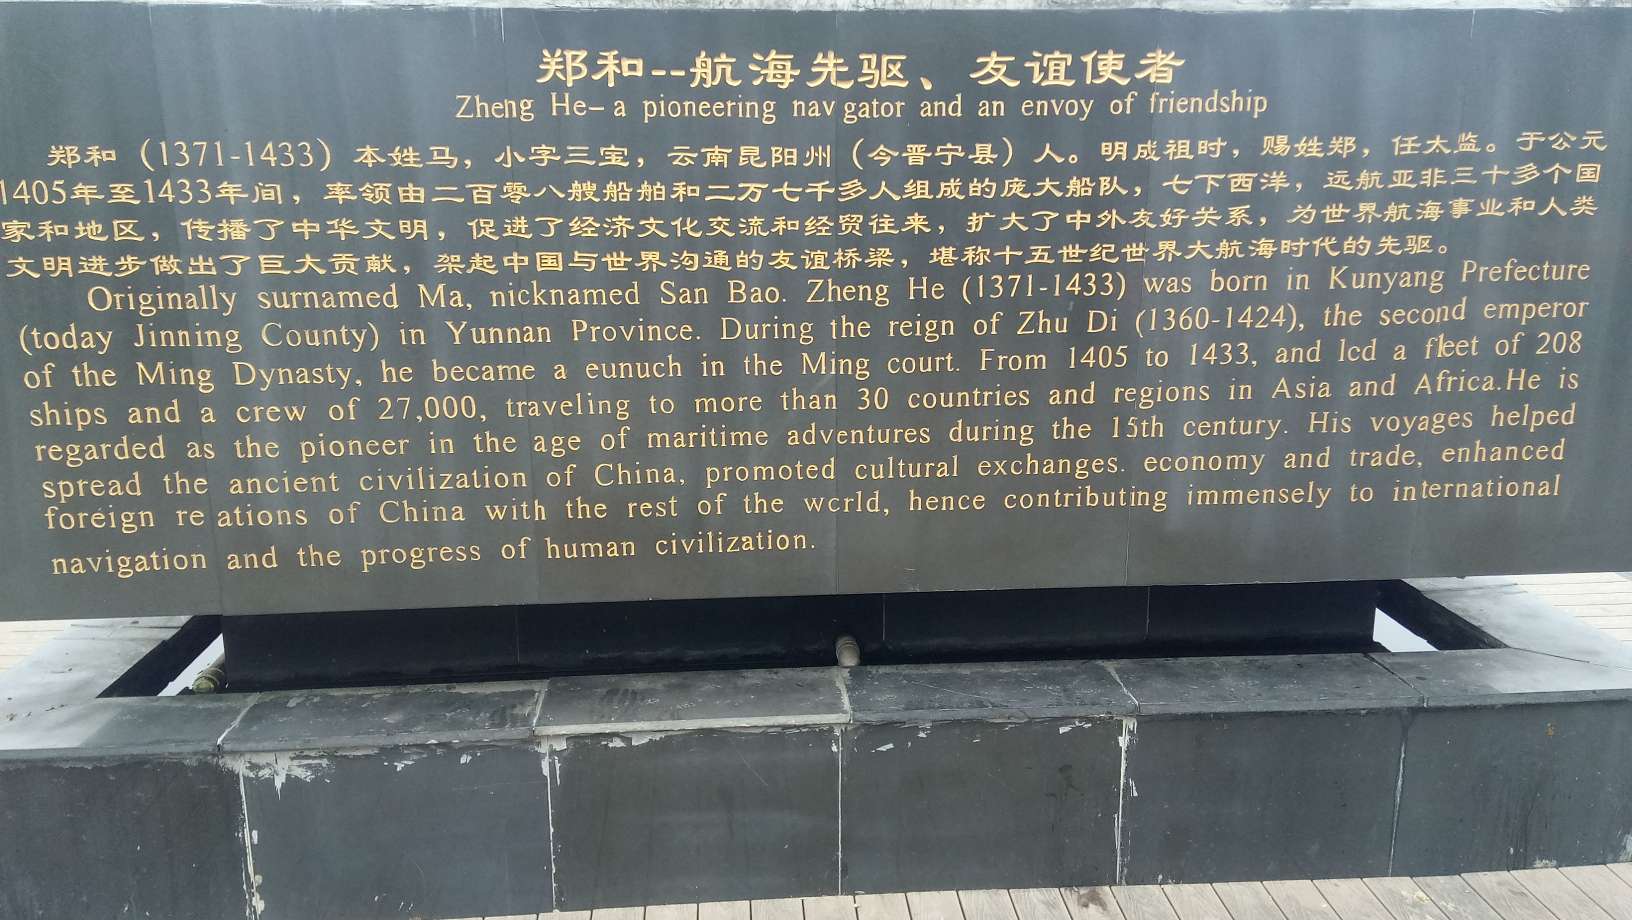 郑和--航海先驱、友谊使者
Zheng He– a pioneering nav gator and an envoy of friendship
郑和（1371-1433）本姓马，小字三宝，云南昆阳州（今晋宁县）人。明成祖时，赐姓郑，任太监。于公元
1405年至1433年间，率领由二百零八艘船舶和二万七千多人组成的庞大船队，七下西洋，远航亚非三十多个国
家和地区，传播了中华文明，促进了经济文化交流和经贸往来，扩大了中外友好关系，为世界航海事业和人类
文明进步做出了巨大贡献，架起中国与世界沟通的友谊桥梁，堪称十五世纪世界大航海时代的先驱。
Originally surnamed Ma, nicknamed San Bao. Zheng He (1371-1433) was born in Kunyang Prefecture
(today Jinning County) in Yunnan Province. During the reign of Zhu Di (1360-1424), the second emperor
of the Ming Dynasty, he became a eunuch in the Ming court. From 1405 to 1433, and lcd a fleet of 208
ships and a crew of 27,000, traveling to more than 30 countries and regions in Asia and Africa.He is
regarded as the pioneer in the age of maritime adventures during the 15th century. His voyages helped
spread the ancient civilization of China, promoted cultural exchanges. economy and trade, enhanced
foreign re ations of China with the rest of the wcrld, hence contributing immensely to international
navigation and the progress of human civilization.